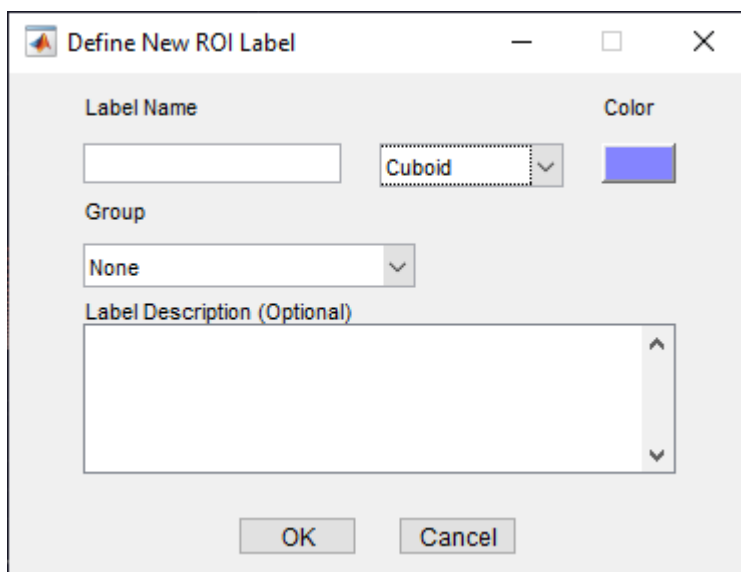 Define New ROI Label
Label Name
Color
Cuboid
Group
None
Label Description (Optional)
OK
Cancel